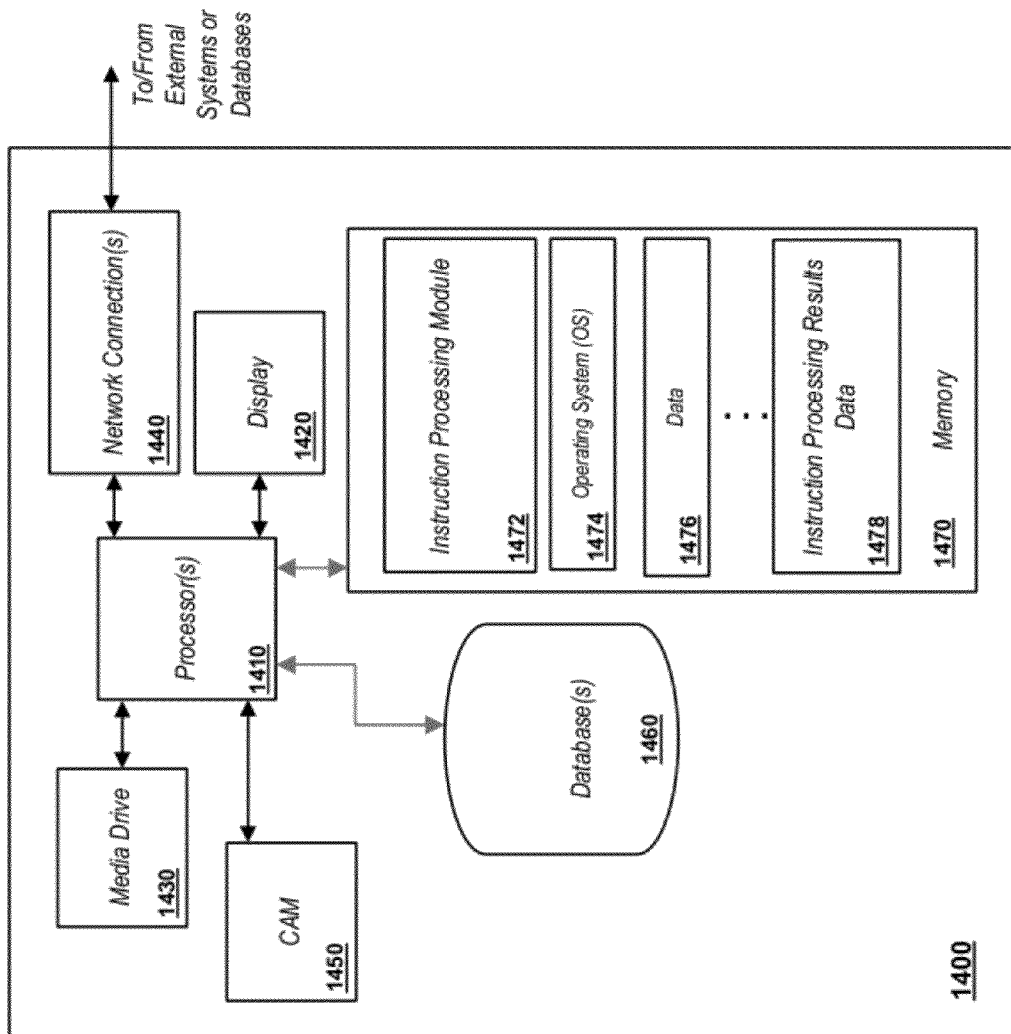 Media Drive
1430
CAM
1450
Processor(s)
1410
Network Connection(s)
1440
Display
1420
To/From
External
Systems or
Databases
Database(s)
1460
Instruction Processing Module
1472
Operating System (OS)
1474
Data
1476
. . .
Instruction Processing Results
Data
1478
Memory
1470
1400